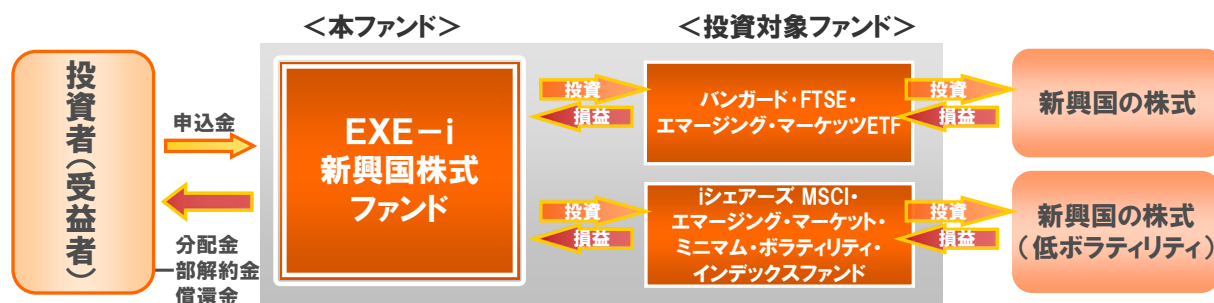 ＜本ファンド＞
＜投資対象ファンド＞
投資者（受益者）
申込金
分配金
一部解約金
償還金
EXE－i
新興国株式
ファンド
投資
損益
バンガード・FTSE・
エマージング・マーケッツETF
投資
損益
新興国の株式
投資
損益
iシェアーズ MSCI・
エマージング・マーケット・
ミニマム・ボラティリティ・
インデックスファンド
投資
損益
新興国の株式
（低ボラティリティ）